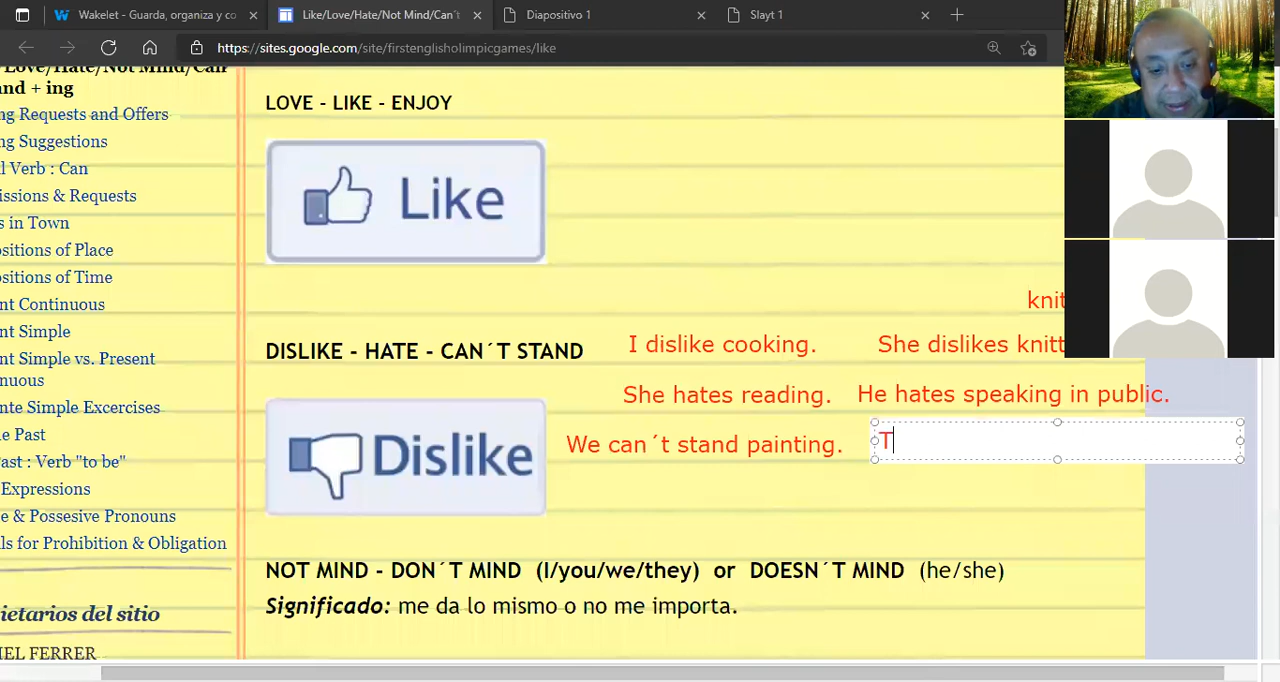 Wakelet - Guarda, organiza y co
Like/Love/Hate/Not Mind/Can´t
Diapositivo 1
Slayt 1
https://sites.google.com/site/firstenglisholimpicgames/like
Love/Hate/Not Mind/Can
nd + ing
ng Requests and Offers
ng Suggestions
l Verb : Can
issions & Requests
s in Town
ositions of Place
ositions of Time
nt Continuous
nt Simple
nt Simple vs. Present
nuous
nte Simple Excercises
e Past
Past : Verb "to be"
Expressions
e & Possesive Pronouns
ls for Prohibition & Obligation
ietarios del sitio
IEL FERRER
LOVE - LIKE - ENJOY
Like
knit
DISLIKE - HATE - CAN´T STAND
I dislike cooking.
She dislikes knitt
She hates reading.
He hates speaking in public.
Dislike
We can´t stand painting.
T
NOT MIND - DON´T MIND (I/you/we/they) or DOESN´T MIND (he/she)
Significado: me da lo mismo o no me importa.